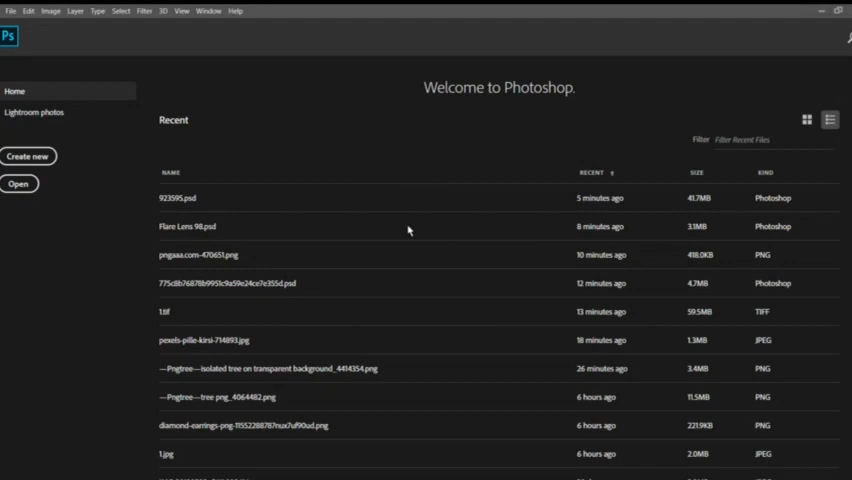 File Edit Image Layer Type Select Filter 3D View Window Help
Ps
Home
Lightroom photos
Create new
Open
Welcome to Photoshop.
Recent
Filter Filter Recent Files
NAME RECENT SIZE KIND
923595.psd 5 minutes ago 41.7MB Photoshop
Flare Lens 98.psd 8 minutes ago 3.1MB Photoshop
pngaaa.com-470651.png 10 minutes ago 418.0KB PNG
775c8b76878b9951c9a59e24ce7e355d.psd 12 minutes ago 4.7MB Photoshop
1.tif 13 minutes ago 59.5MB TIFF
pexels-pille-kirsi-714893.jpg 18 minutes ago 1.3MB JPEG
—Pngtree—isolated tree on transparent background_4414354.png 26 minutes ago 3.4MB PNG
—Pngtree—tree png_4064482.png 6 hours ago 11.5MB PNG
diamond-earrings-png-11552288787nux7uf90ud.png 6 hours ago 221.9KB PNG
1.jpg 6 hours ago 2.0MB JPEG